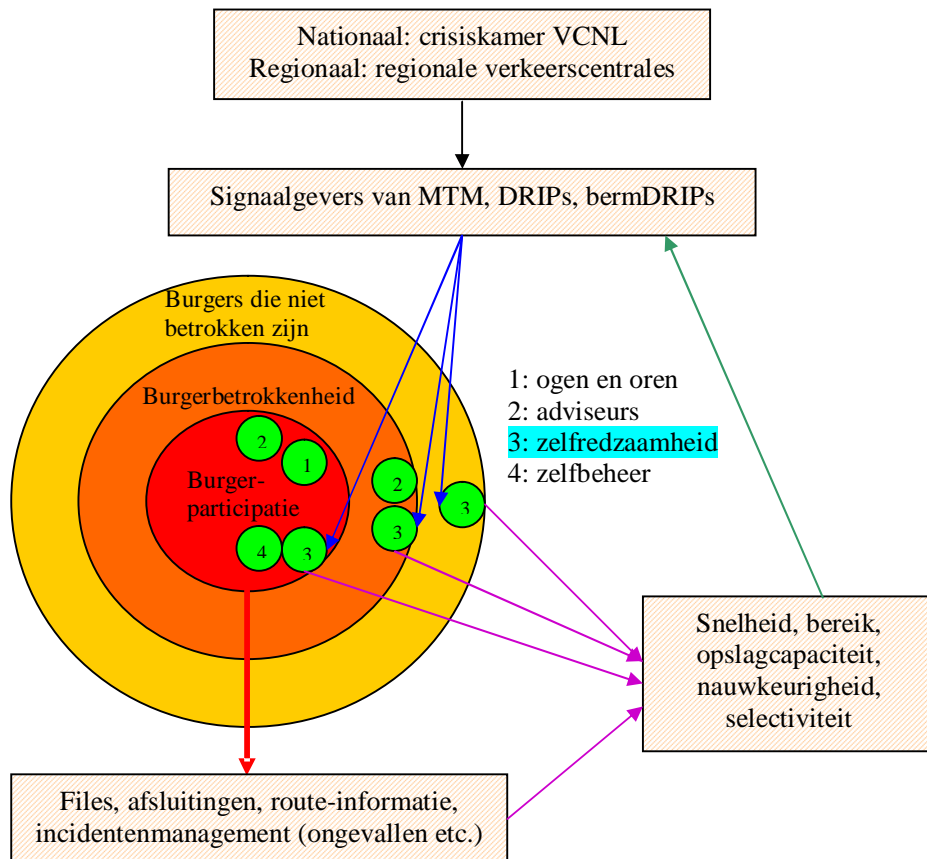 Nationaal: crisiskamer VCNL
Regionaal: regionale verkeerscentrales
Signaalgevers van MTM, DRIPs, bermDRIPs
Burgers die niet
betrokken zijn
Burgerbetrokkenheid
2
1
Burger-
participatie
4
3
2
3
3
1: ogen en oren
2: adviseurs
3: zelfredzaamheid
4: zelfbeheer
Snelheid, bereik,
opslagcapaciteit,
nauwkeurigheid,
selectiviteit
Files, afsluitingen, route-informatie,
incidentenmanagement (ongevallen etc.)